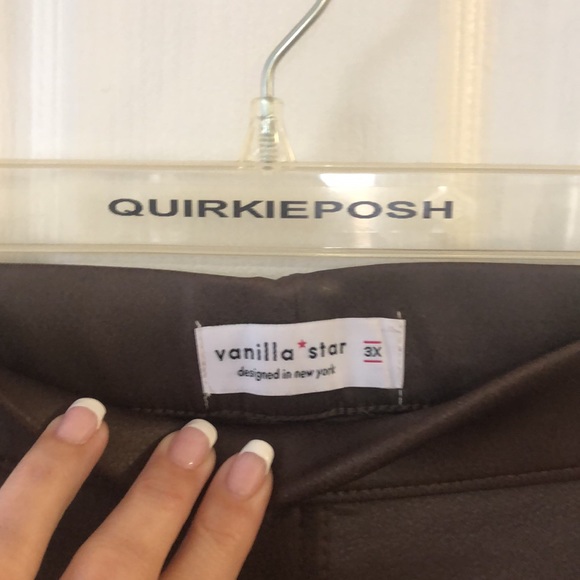 QUIRKIEPOSH
vanilla*star
3X
designed in new york